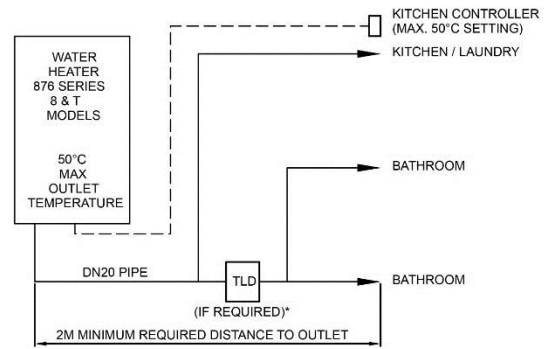 KITCHEN CONTROLLER
(MAX. 50°C SETTING)
KITCHEN / LAUNDRY
WATER
HEATER
876 SERIES
8 & T
MODELS
50°C
MAX
OUTLET
TEMPERATURE
BATHROOM
DN20 PIPE
TLD
BATHROOM
(IF REQUIRED)*
2M MINIMUM REQUIRED DISTANCE TO OUTLET